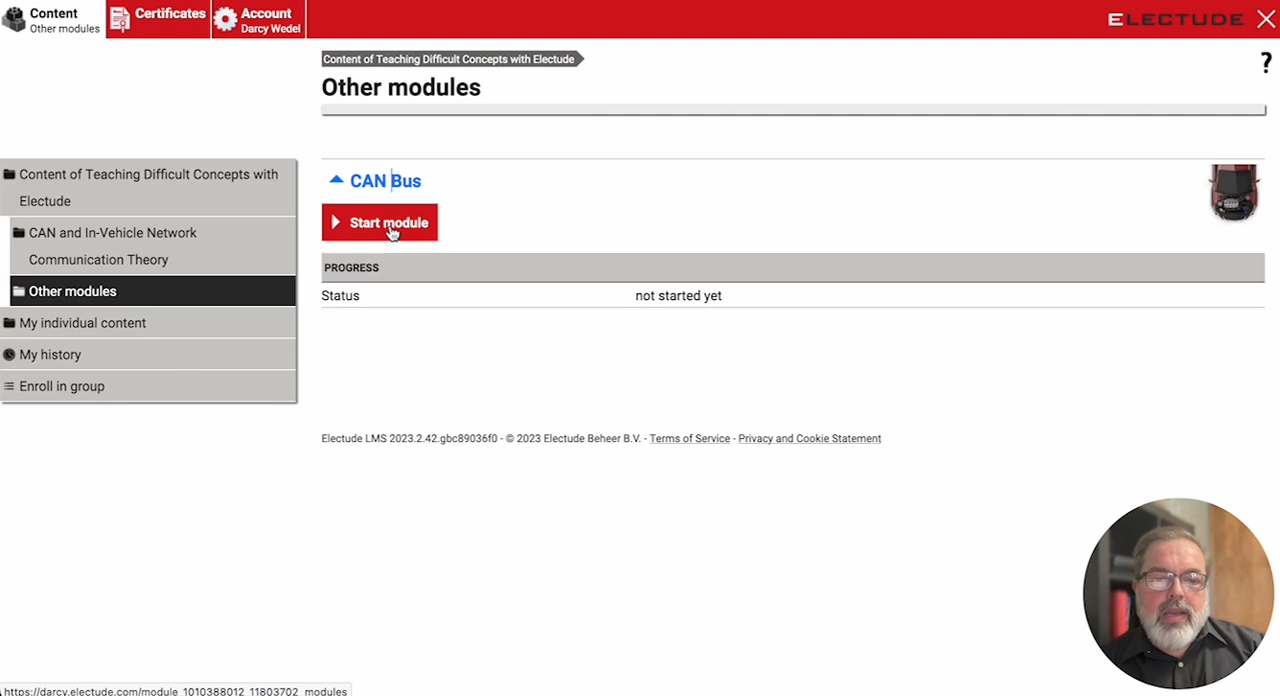 Content
Other modules
Certificates
Account
Darcy Wedel
ELECTUDE
Content of Teaching Difficult Concepts with Electude
?
Other modules
Content of Teaching Difficult Concepts with
Electude
CAN and In-Vehicle Network
Communication Theory
Other modules
My individual content
My history
Enroll in group
CAN Bus
Start module
PROGRESS
Status not started yet
Electude LMS 2023.2.42.gbc89036f0 - © 2023 Electude Beheer B.V. - Terms of Service - Privacy and Cookie Statement
https://darcy.electude.com/module_1010388012_11803702_modules